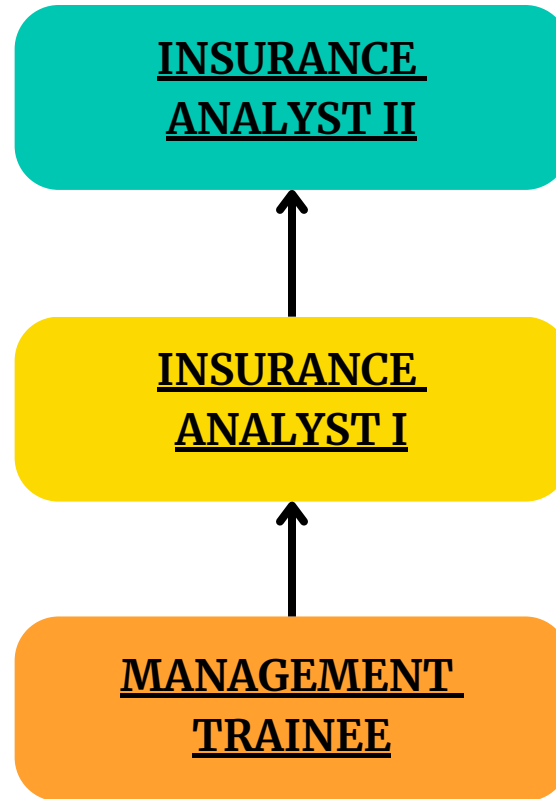 INSURANCE
ANALYST II
INSURANCE
ANALYST I
MANAGEMENT
TRAINEE